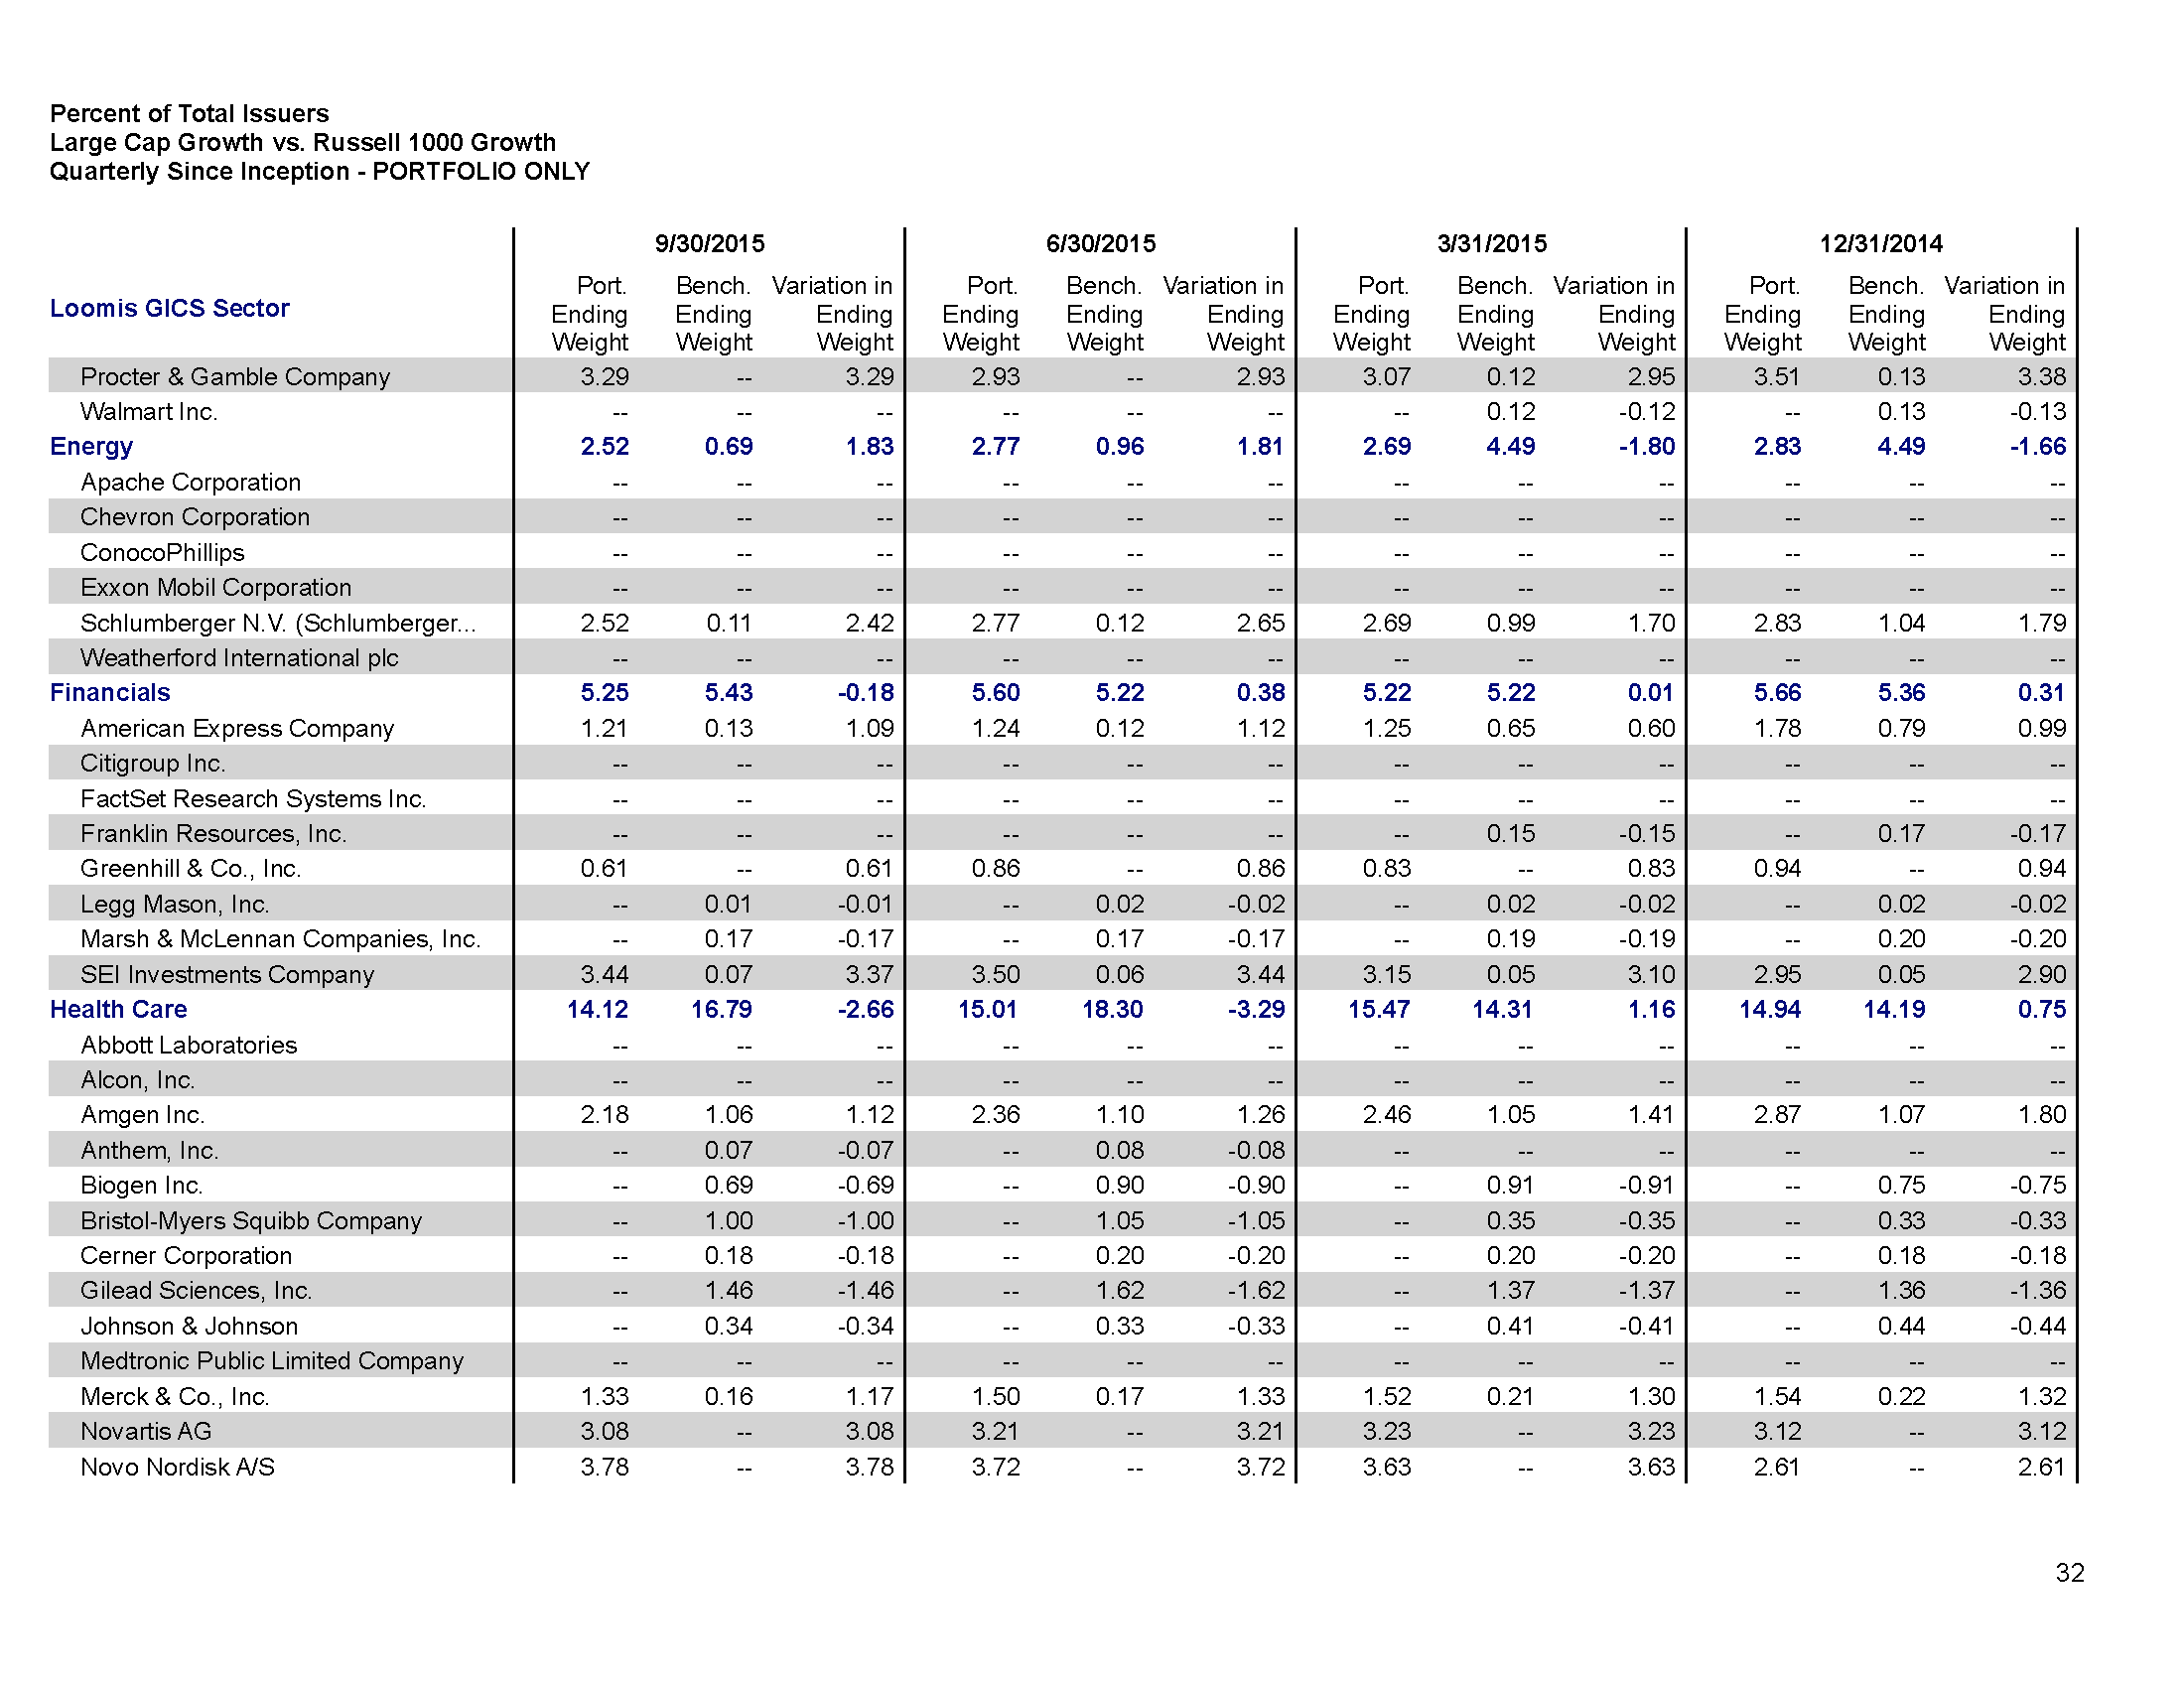 Percent of Total Issuers
Large Cap Growth vs. Russell 1000 Growth
Quarterly Since Inception - PORTFOLIO ONLY
9/30/2015 6/30/2015 3/31/2015 12/31/2014
Loomis GICS Sector
Port. Bench. Variation in Port. Bench. Variation in Port. Bench. Variation in Port. Bench. Variation in
Ending Ending Ending Ending Ending Ending Ending Ending Ending Ending Ending Ending
Weight Weight Weight Weight Weight Weight Weight Weight Weight Weight Weight Weight
Procter & Gamble Company 3.29 -- 3.29 2.93 -- 2.93 3.07 0.12 2.95 3.51 0.13 3.38
Walmart Inc. -- -- -- -- -- -- -- 0.12 -0.12 -- 0.13 -0.13
Energy 2.52 0.69 1.83 2.77 0.96 1.81 2.69 4.49 -1.80 2.83 4.49 -1.66
Apache Corporation -- -- -- -- -- -- -- -- -- -- -- --
Chevron Corporation -- -- -- -- -- -- -- -- -- -- -- --
ConocoPhillips -- -- -- -- -- -- -- -- -- -- -- --
Exxon Mobil Corporation -- -- -- -- -- -- -- -- -- -- -- --
Schlumberger N.V. (Schlumberger... 2.52 0.11 2.42 2.77 0.12 2.65 2.69 0.99 1.70 2.83 1.04 1.79
Weatherford International plc -- -- -- -- -- -- -- -- -- -- -- --
Financials 5.25 5.43 -0.18 5.60 5.22 0.38 5.22 5.22 0.01 5.66 5.36 0.31
American Express Company 1.21 0.13 1.09 1.24 0.12 1.12 1.25 0.65 0.60 1.78 0.79 0.99
Citigroup Inc. -- -- -- -- -- -- -- -- -- -- -- --
FactSet Research Systems Inc. -- -- -- -- -- -- -- -- -- -- -- --
Franklin Resources, Inc. -- -- -- -- -- -- -- 0.15 -0.15 -- 0.17 -0.17
Greenhill & Co., Inc. 0.61 -- 0.61 0.86 -- 0.86 0.83 -- 0.83 0.94 -- 0.94
Legg Mason, Inc. -- 0.01 -0.01 -- 0.02 -0.02 -- 0.02 -0.02 -- 0.02 -0.02
Marsh & McLennan Companies, Inc. -- 0.17 -0.17 -- 0.17 -0.17 -- 0.19 -0.19 -- 0.20 -0.20
SEI Investments Company 3.44 0.07 3.37 3.50 0.06 3.44 3.15 0.05 3.10 2.95 0.05 2.90
Health Care 14.12 16.79 -2.66 15.01 18.30 -3.29 15.47 14.31 1.16 14.94 14.19 0.75
Abbott Laboratories -- -- -- -- -- -- -- -- -- -- -- --
Alcon, Inc. -- -- -- -- -- -- -- -- -- -- -- --
Amgen Inc. 2.18 1.06 1.12 2.36 1.10 1.26 2.46 1.05 1.41 2.87 1.07 1.80
Anthem, Inc. -- 0.07 -0.07 -- 0.08 -0.08 -- -- -- -- -- --
Biogen Inc. -- 0.69 -0.69 -- 0.90 -0.90 -- 0.91 -0.91 -- 0.75 -0.75
Bristol-Myers Squibb Company -- 1.00 -1.00 -- 1.05 -1.05 -- 0.35 -0.35 -- 0.33 -0.33
Cerner Corporation -- 0.18 -0.18 -- 0.20 -0.20 -- 0.20 -0.20 -- 0.18 -0.18
Gilead Sciences, Inc. -- 1.46 -1.46 -- 1.62 -1.62 -- 1.37 -1.37 -- 1.36 -1.36
Johnson & Johnson -- 0.34 -0.34 -- 0.33 -0.33 -- 0.41 -0.41 -- 0.44 -0.44
Medtronic Public Limited Company -- -- -- -- -- -- -- -- -- -- -- --
Merck & Co., Inc. 1.33 0.16 1.17 1.50 0.17 1.33 1.52 0.21 1.30 1.54 0.22 1.32
Novartis AG 3.08 -- 3.08 3.21 -- 3.21 3.23 -- 3.23 3.12 -- 3.12
Novo Nordisk A/S 3.78 -- 3.78 3.72 -- 3.72 3.63 -- 3.63 2.61 -- 2.61
32